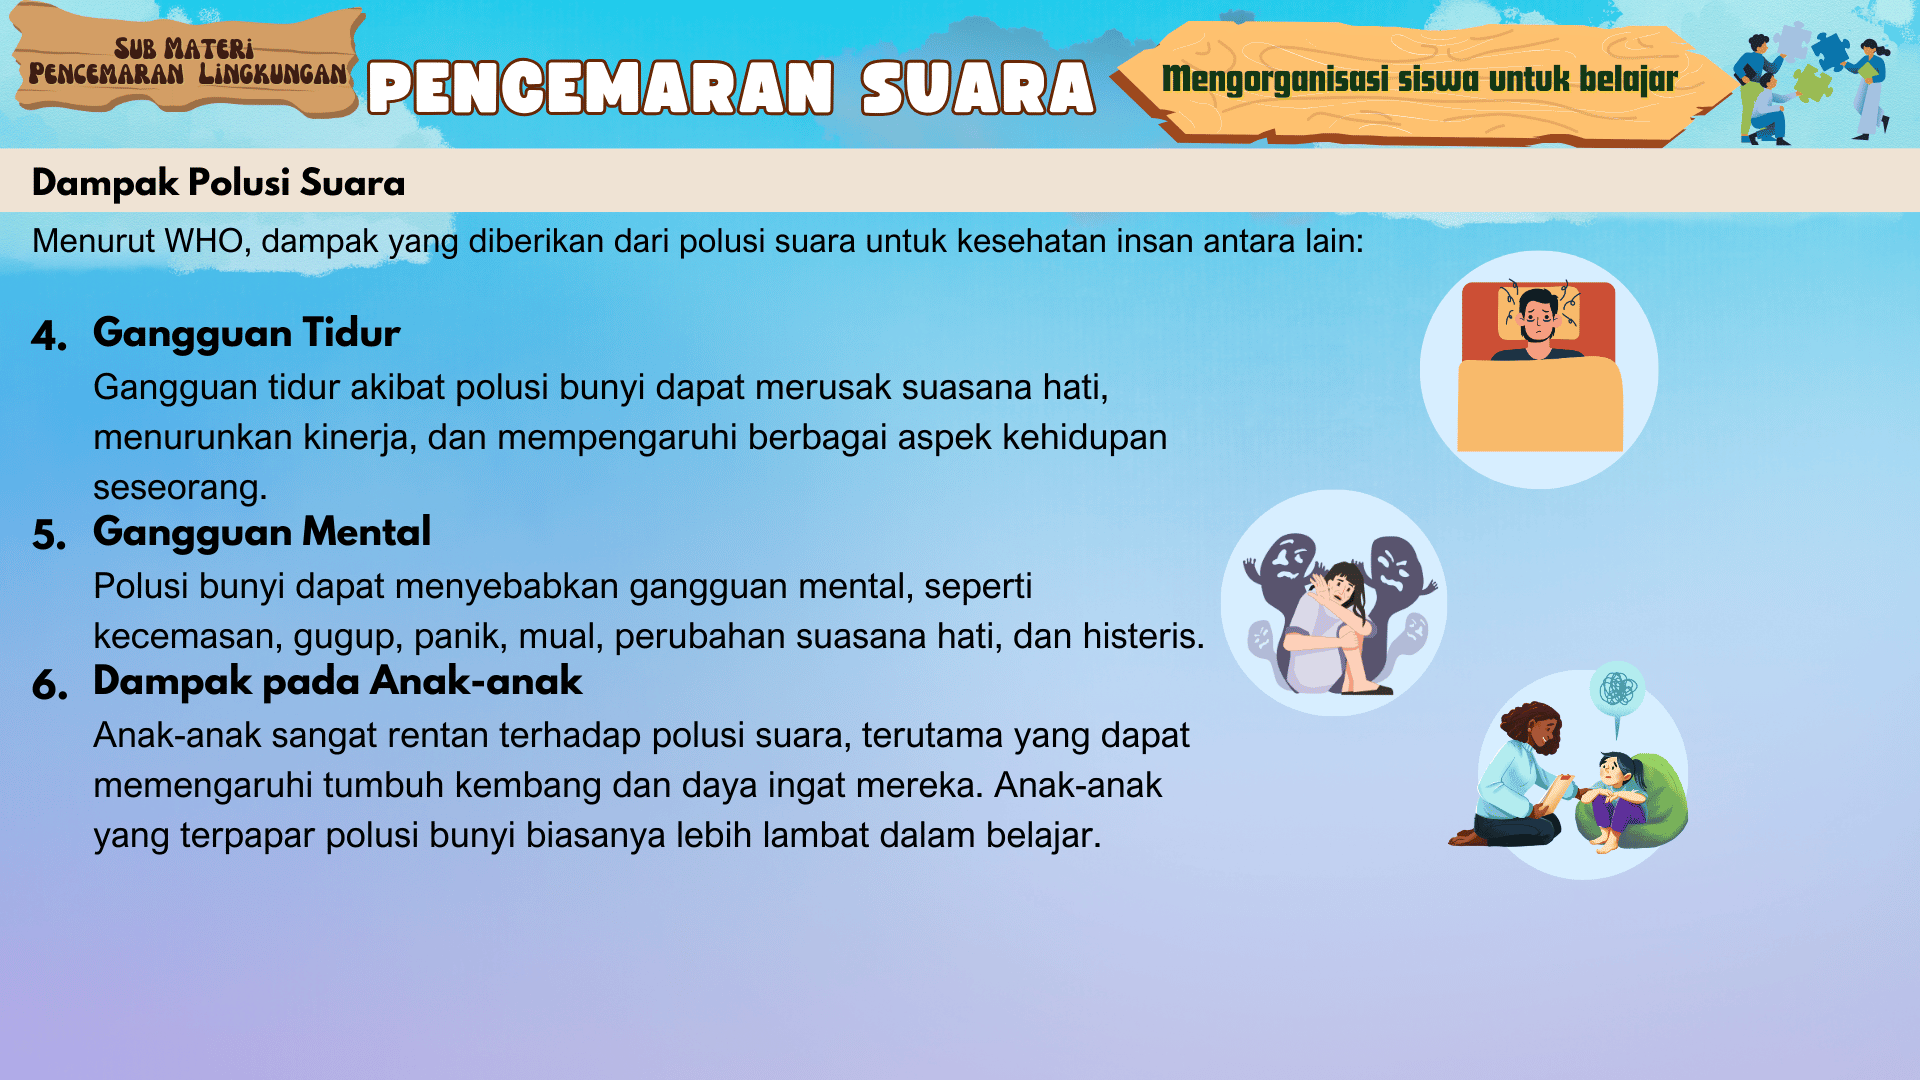 Sub Materi
Pencemaran Lingkungan
PENCEMARAN SUARA
Mengorganisasi siswa untuk belajar
Dampak Polusi Suara
Menurut WHO, dampak yang diberikan dari polusi suara untuk kesehatan insan antara lain:
4. Gangguan Tidur
Gangguan tidur akibat polusi bunyi dapat merusak suasana hati,
menurunkan kinerja, dan mempengaruhi berbagai aspek kehidupan
seseorang.
5. Gangguan Mental
Polusi bunyi dapat menyebabkan gangguan mental, seperti
kecemasan, gugup, panik, mual, perubahan suasana hati, dan histeris.
6. Dampak pada Anak-anak
Anak-anak sangat rentan terhadap polusi suara, terutama yang dapat
memengaruhi tumbuh kembang dan daya ingat mereka. Anak-anak
yang terpapar polusi bunyi biasanya lebih lambat dalam belajar.